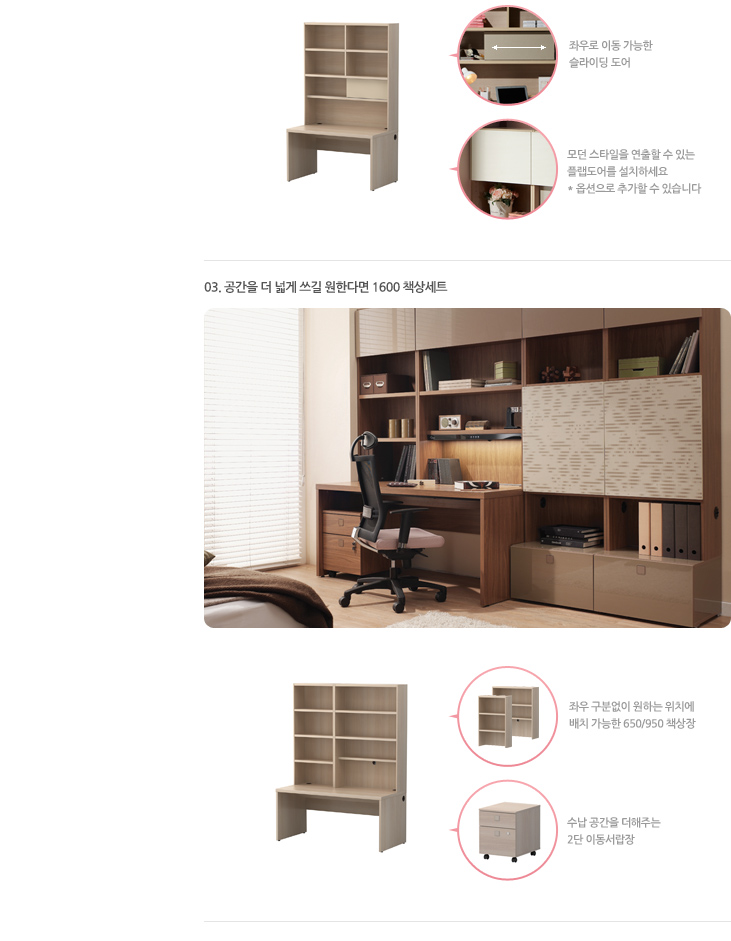 좌우로 이동 가능한
슬라이딩 도어
모던 스타일을 연출할 수 있는
플랩도어를 설치하세요
* 옵션으로 추가할 수 있습니다
03. 공간을 더 넓게 쓰길 원한다면 1600 책상세트
좌우 구분없이 원하는 위치에
배치 가능한 650/950 책상장
수납 공간을 더해주는
2단 이동서랍장